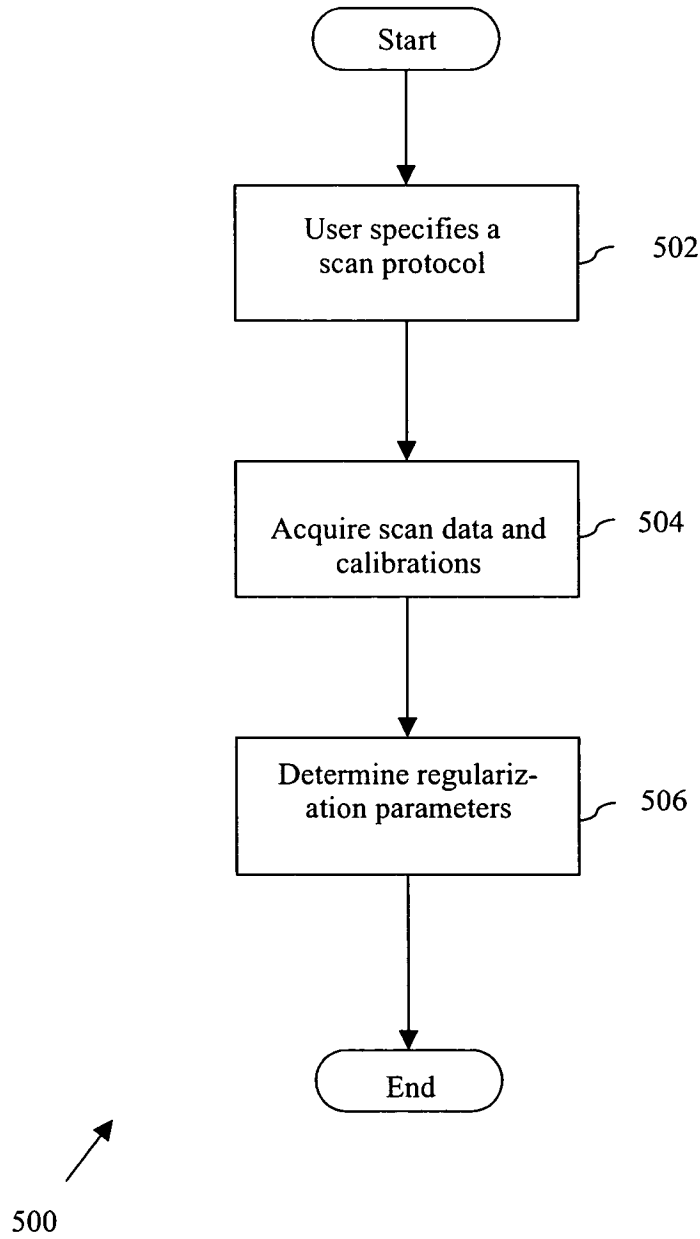 Start
User specifies a
scan protocol
502
Acquire scan data and
calibrations
504
Determine regulariz-
ation parameters
506
End
500